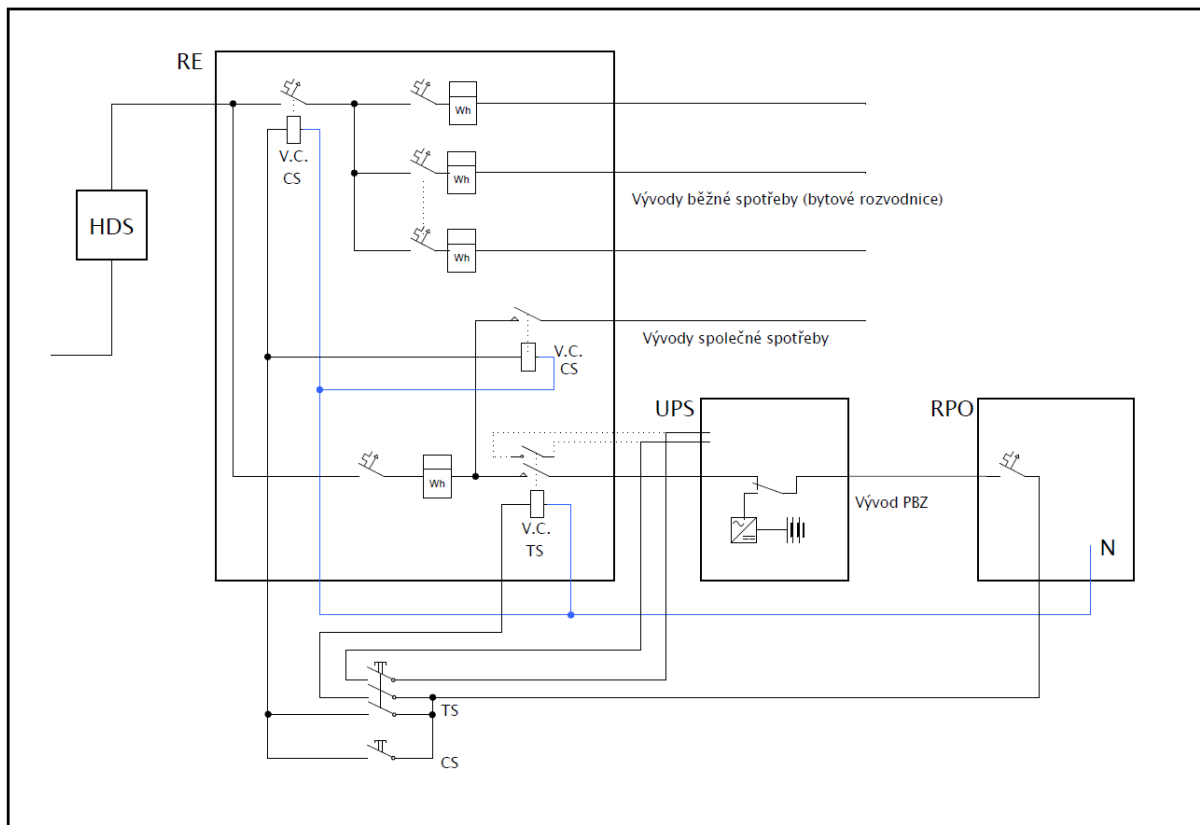 RE
Wh
V.C.
CS
Wh
Vývody běžné spotřeby (bytové rozvodnice)
HDS
Wh
Vývody společné spotřeby
V.C.
CS
UPS
RPO
Wh
Vývod PBZ
V.C.
TS
N
TS
CS